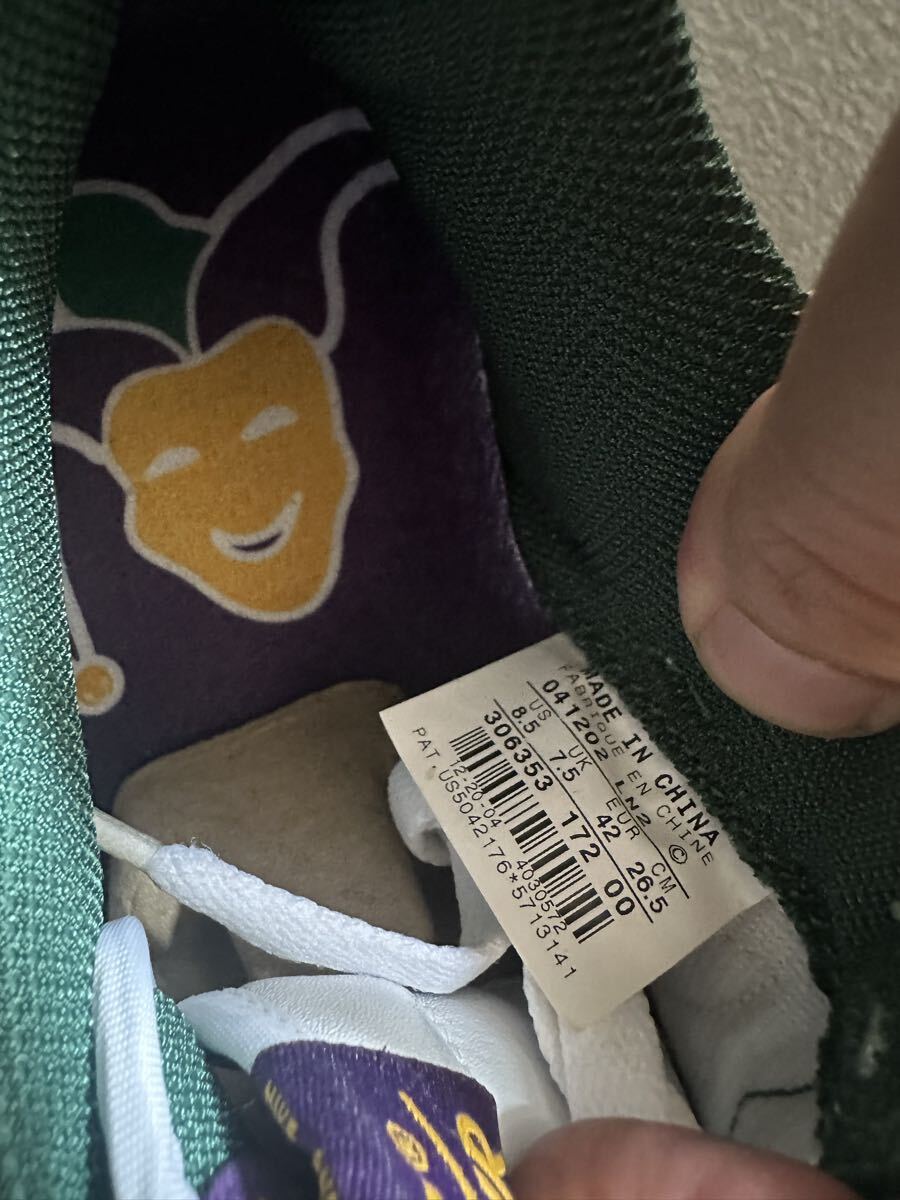 MADE IN CHINA
FABRIQUE EN CHINE ©
041202 LN2
US UK EUR CM
8.5 7.5 42 26.5
306353 172 00
12-20-04 4030572
PAT. US5042176*5713141